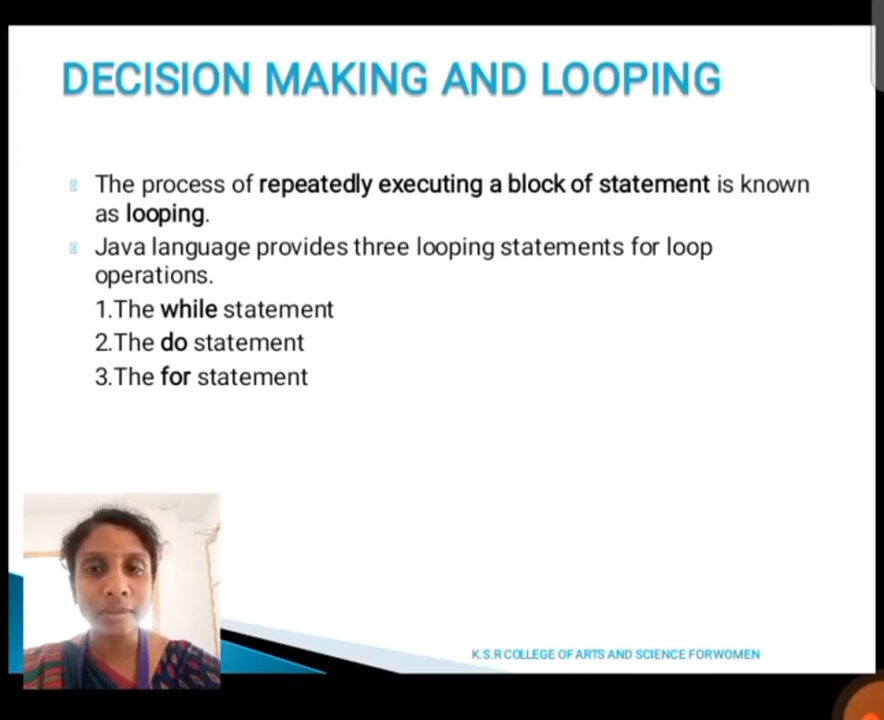 DECISION MAKING AND LOOPING
The process of repeatedly executing a block of statement is known
as looping.
Java language provides three looping statements for loop
operations.
1.The while statement
2.The do statement
3.The for statement
K.S.R COLLEGE OF ARTS AND SCIENCE FORWOMEN